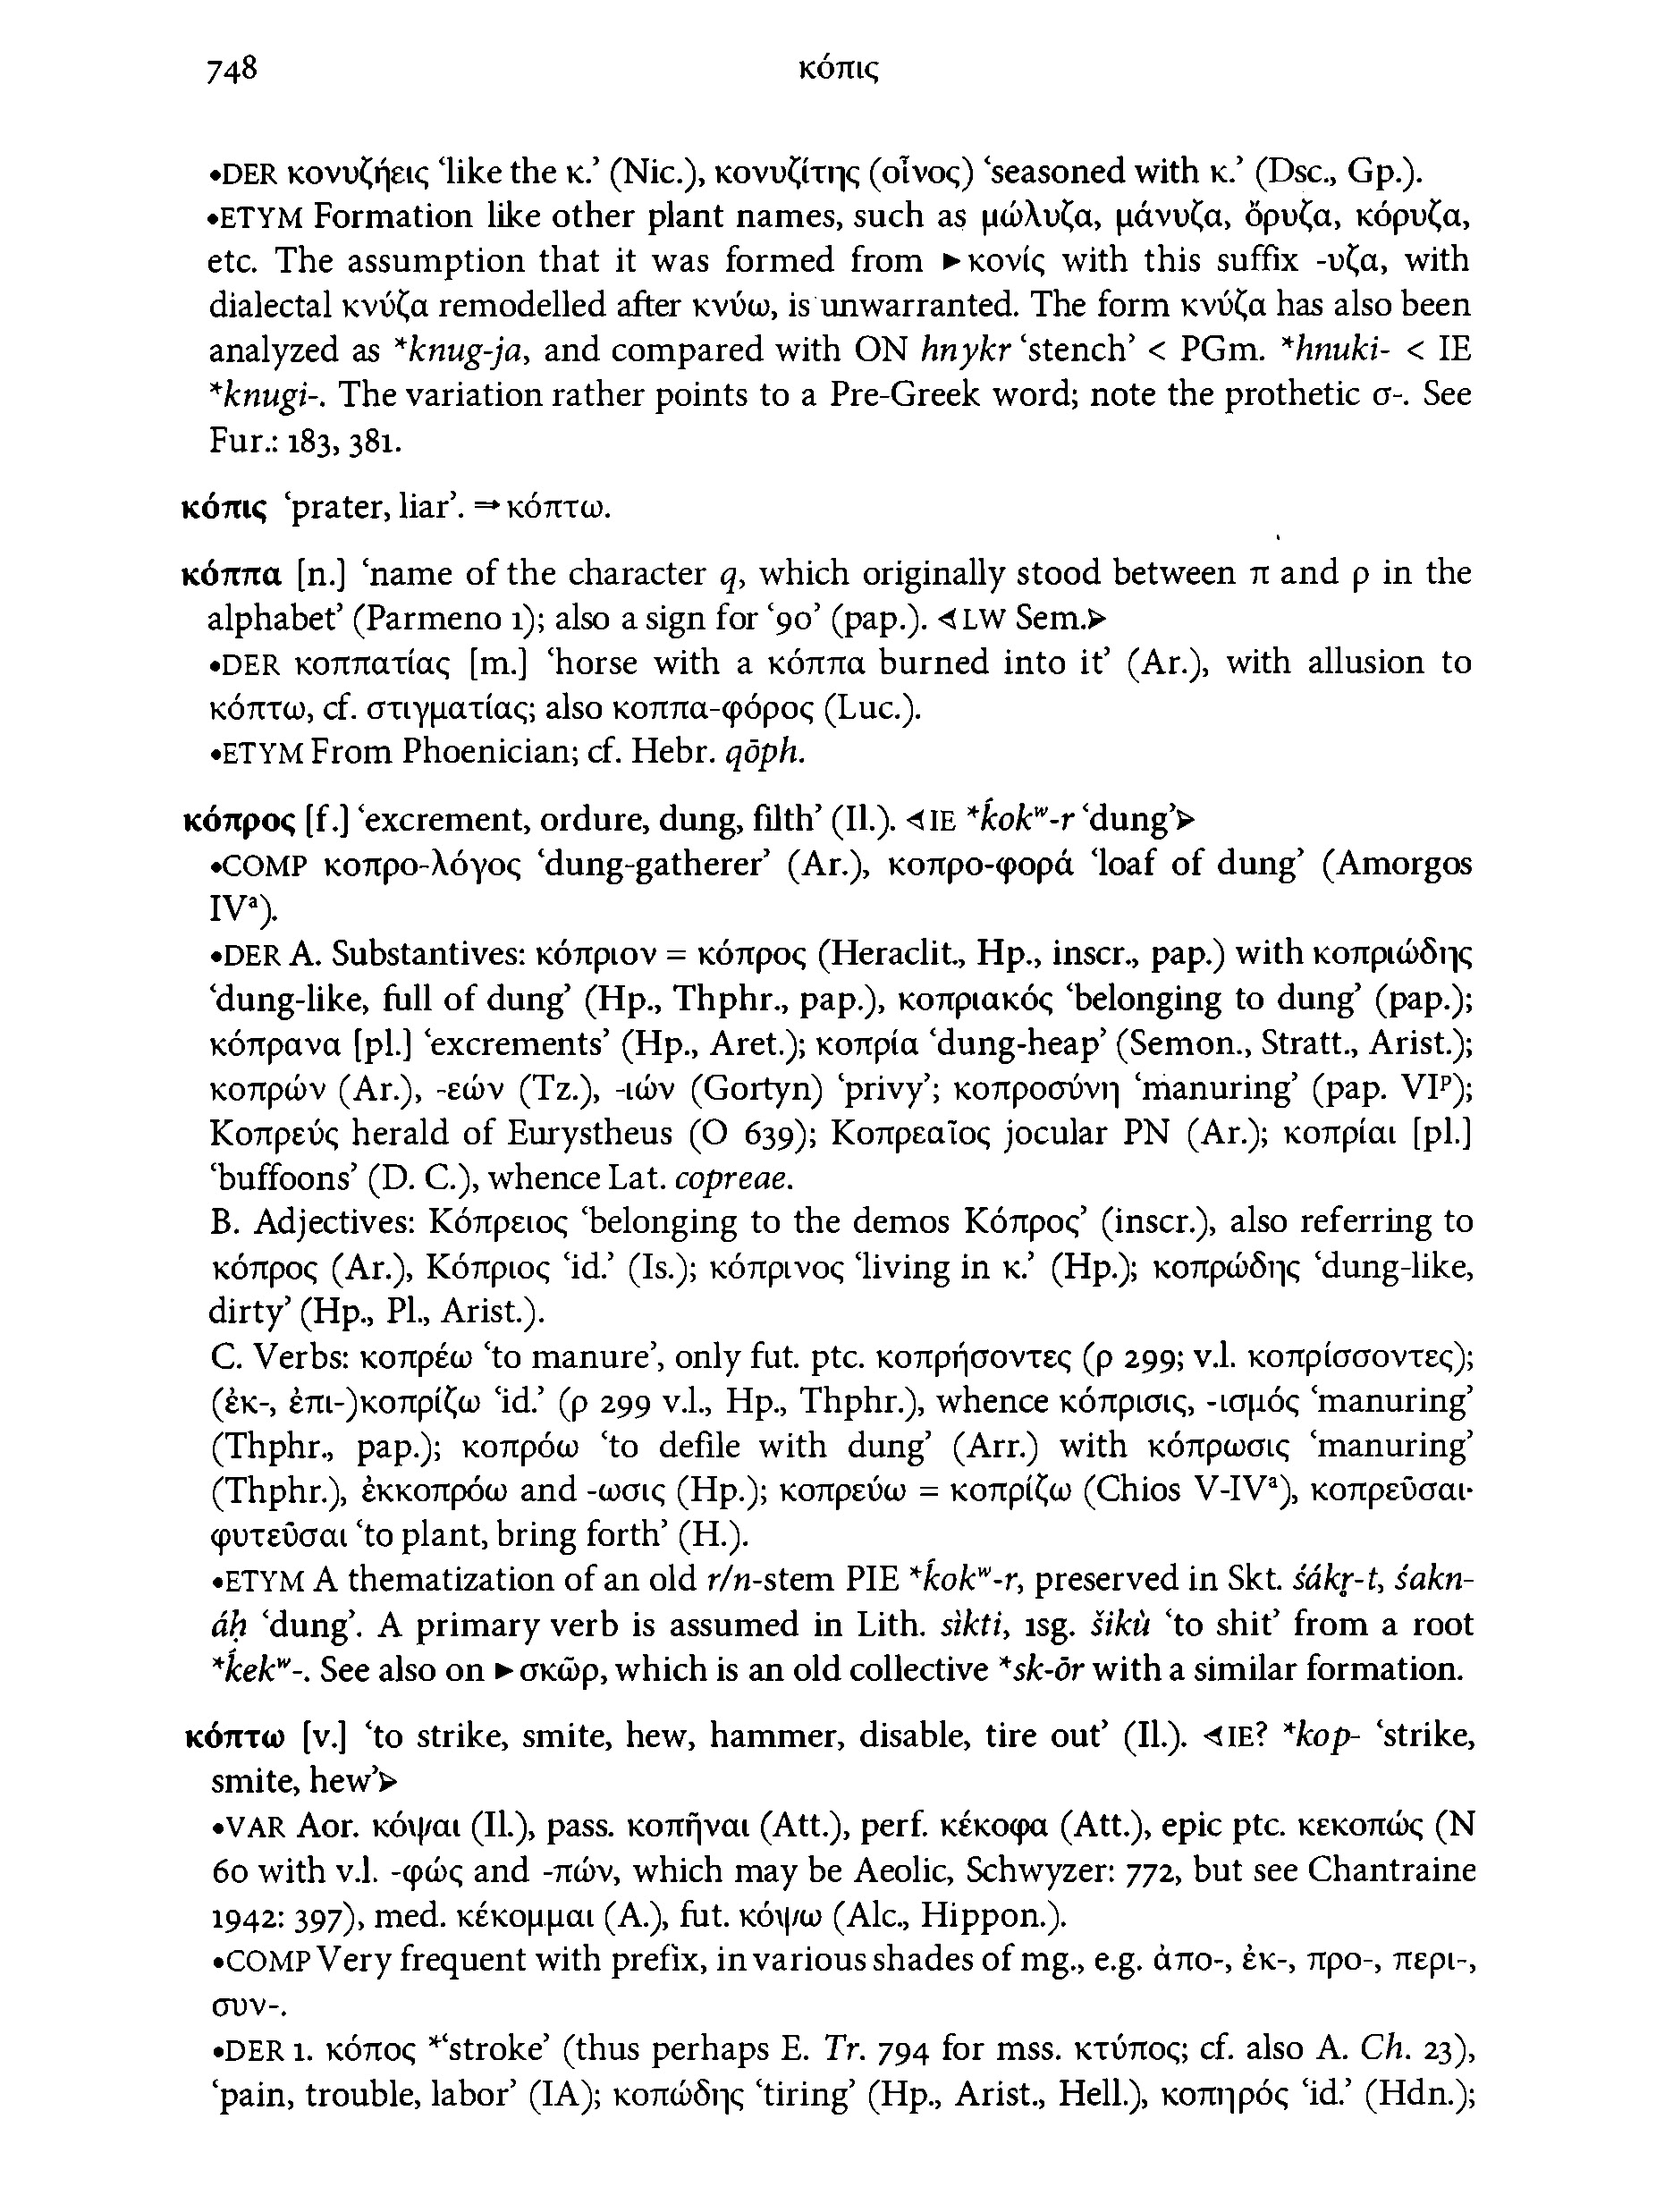 748 κόπις
•DER κονυζήεις ‘like the κ.’ (Nic.), κονυζίτης (οἶνος) ‘seasoned with κ.’ (Dsc., Gp.).
•ETYM Formation like other plant names, such as μώλυζα, μάνυζα, ὄρυζα, κόρυζα,
etc. The assumption that it was formed from ►κονίς with this suffix -υζα, with
dialectal κνύζα remodelled after κνύω, is unwarranted. The form κνύζα has also been
analyzed as *knug-ja, and compared with ON hnykr ‘stench’ < PGm. *hnuki- < IE
*knugi-. The variation rather points to a Pre-Greek word; note the prothetic σ-. See
Fur.: 183, 381.
κόπις ‘prater, liar’. ⇒κόπτω.
κόππα [n.] ‘name of the character q, which originally stood between π and ρ in the
alphabet’ (Parmeno 1); also a sign for ‘90’ (pap.). ⊲LW Sem.⊳
•DER κοππατίας [m.] ‘horse with a κόππα burned into it’ (Ar.), with allusion to
κόπτω, cf. στιγματίας; also κοππα-φόρος (Luc.).
•ETYM From Phoenician; cf. Hebr. qōph.
κόπρος [f.] ‘excrement, ordure, dung, filth’ (Il.). ⊲IE *ḱokʷ-r ‘dung’⊳
•COMP κοπρο-λόγος ‘dung-gatherer’ (Ar.), κοπρο-φορά ‘loaf of dung’ (Amorgos
IVᵃ).
•DER A. Substantives: κόπριον = κόπρος (Heraclit., Hp., inscr., pap.) with κοπριώδης
‘dung-like, full of dung’ (Hp., Thphr., pap.), κοπριακός ‘belonging to dung’ (pap.);
κόπρανα [pl.] ‘excrements’ (Hp., Aret.); κοπρία ‘dung-heap’ (Semon., Stratt., Arist.);
κοπρών (Ar.), -εών (Tz.), -ιών (Gortyn) ‘privy’; κοπροσύνη ‘manuring’ (pap. VIᵖ);
Κοπρεύς herald of Eurystheus (O 639); Κοπρεαῖος jocular PN (Ar.); κοπρίαι [pl.]
‘buffoons’ (D. C.), whence Lat. copreae.
B. Adjectives: Κόπρειος ‘belonging to the demos Κόπρος’ (inscr.), also referring to
κόπρος (Ar.), Κόπριος ‘id.’ (Is.); κόπρινος ‘living in κ.’ (Hp.); κοπρώδης ‘dung-like,
dirty’ (Hp., Pl., Arist.).
C. Verbs: κοπρέω ‘to manure’, only fut. ptc. κοπρήσοντες (ρ 299; v.l. κοπρίσσοντες);
(ἐκ-, ἐπι-)κοπρίζω ‘id.’ (ρ 299 v.l., Hp., Thphr.), whence κόπρισις, -ισμός ‘manuring’
(Thphr., pap.); κοπρόω ‘to defile with dung’ (Arr.) with κόπρωσις ‘manuring’
(Thphr.), ἐκκοπρόω and -ωσις (Hp.); κοπρεύω = κοπρίζω (Chios V-IVᵃ), κοπρεῦσαι·
φυτεῦσαι ‘to plant, bring forth’ (H.).
•ETYM A thematization of an old r/n-stem PIE *ḱokʷ-r, preserved in Skt. śákr̥-t, śakn-
áḥ ‘dung’. A primary verb is assumed in Lith. sìkti, 1sg. šikù ‘to shit’ from a root
*ḱekʷ-. See also on ►σκῶρ, which is an old collective *sk-ōr with a similar formation.
κόπτω [v.] ‘to strike, smite, hew, hammer, disable, tire out’ (Il.). ⊲IE? *kop- ‘strike,
smite, hew’⊳
•VAR Aor. κόψαι (Il.), pass. κοπῆναι (Att.), perf. κέκοφα (Att.), epic ptc. κεκοπώς (N
60 with v.l. -φώς and -πών, which may be Aeolic, Schwyzer: 772, but see Chantraine
1942: 397), med. κέκομμαι (A.), fut. κόψω (Alc., Hippon.).
•COMP Very frequent with prefix, in various shades of mg., e.g. ἀπο-, ἐκ-, προ-, περι-,
συν-.
•DER 1. κόπος *‘stroke’ (thus perhaps E. Tr. 794 for mss. κτύπος; cf. also A. Ch. 23),
‘pain, trouble, labor’ (IA); κοπώδης ‘tiring’ (Hp., Arist., Hell.), κοπηρός ‘id.’ (Hdn.);